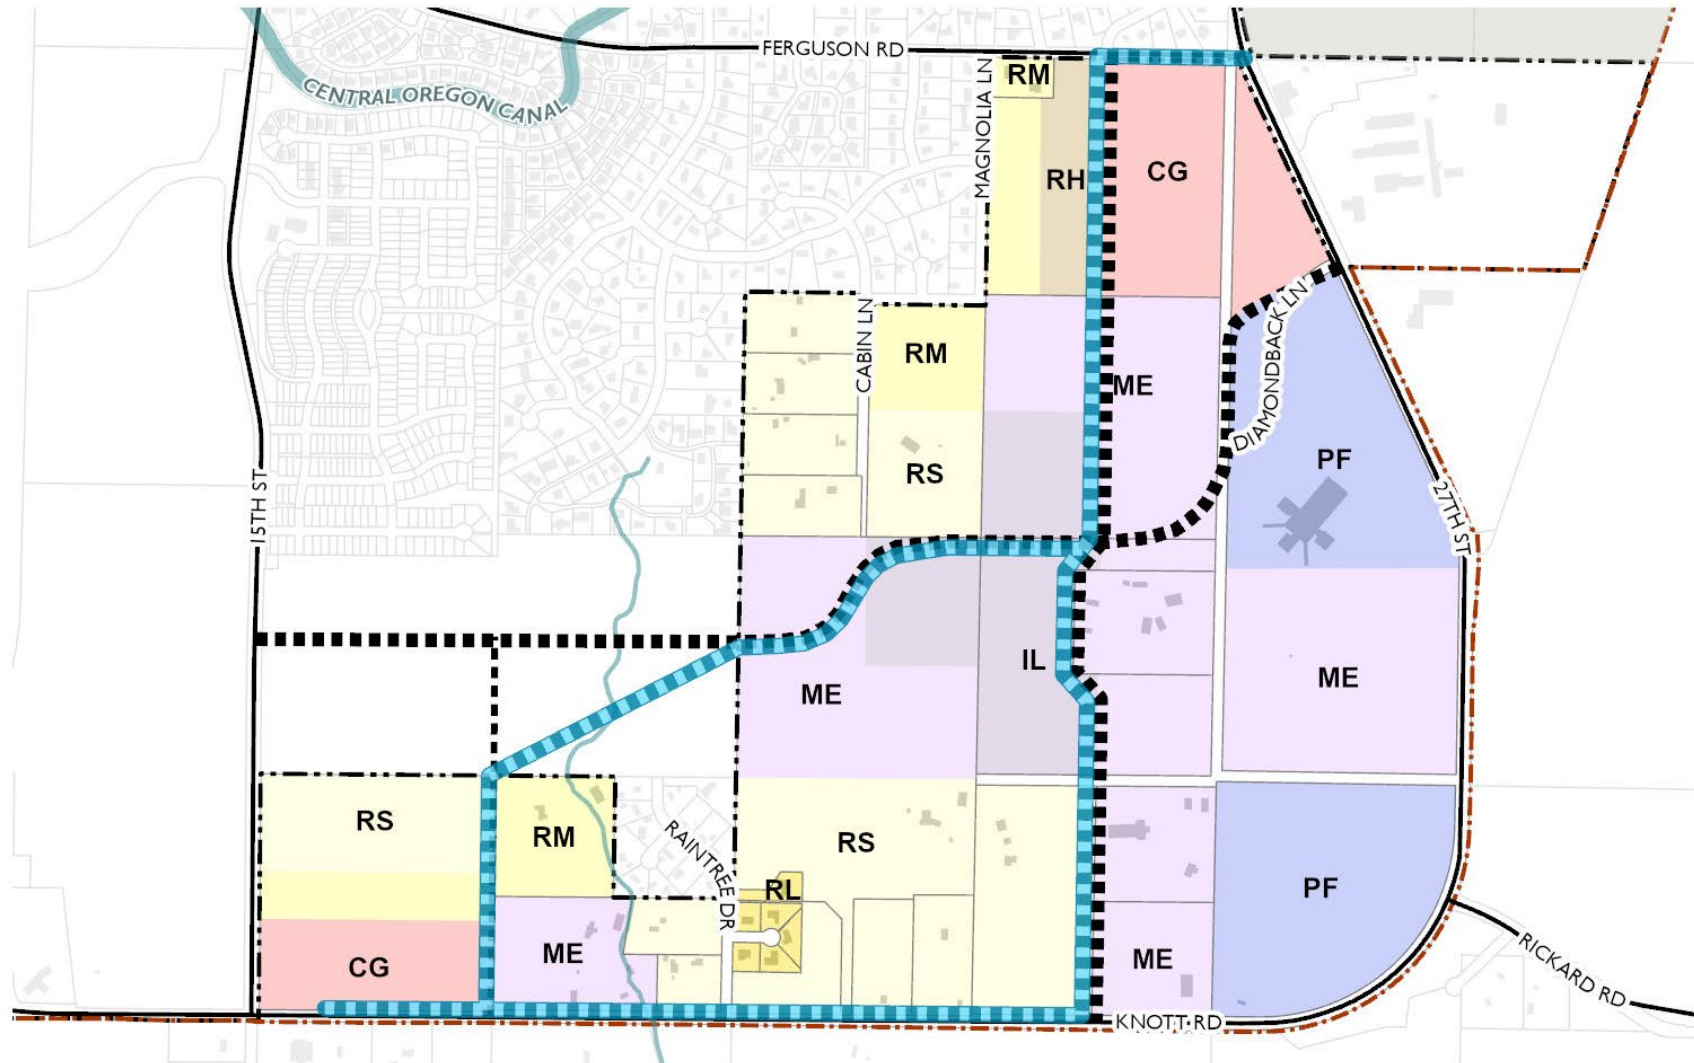 FERGUSON RD
RM
MAGNOLIA LN
CENTRAL OREGON CANAL
RH
CG
DIAMONDBACK LN
CABIN LN
RM
ME
PF
RS
15TH ST
27TH ST
IL
ME
ME
RS
RM
RAINTREE DR
RS
RL
PF
CG
ME
ME
RICKARD RD
KNOTT RD